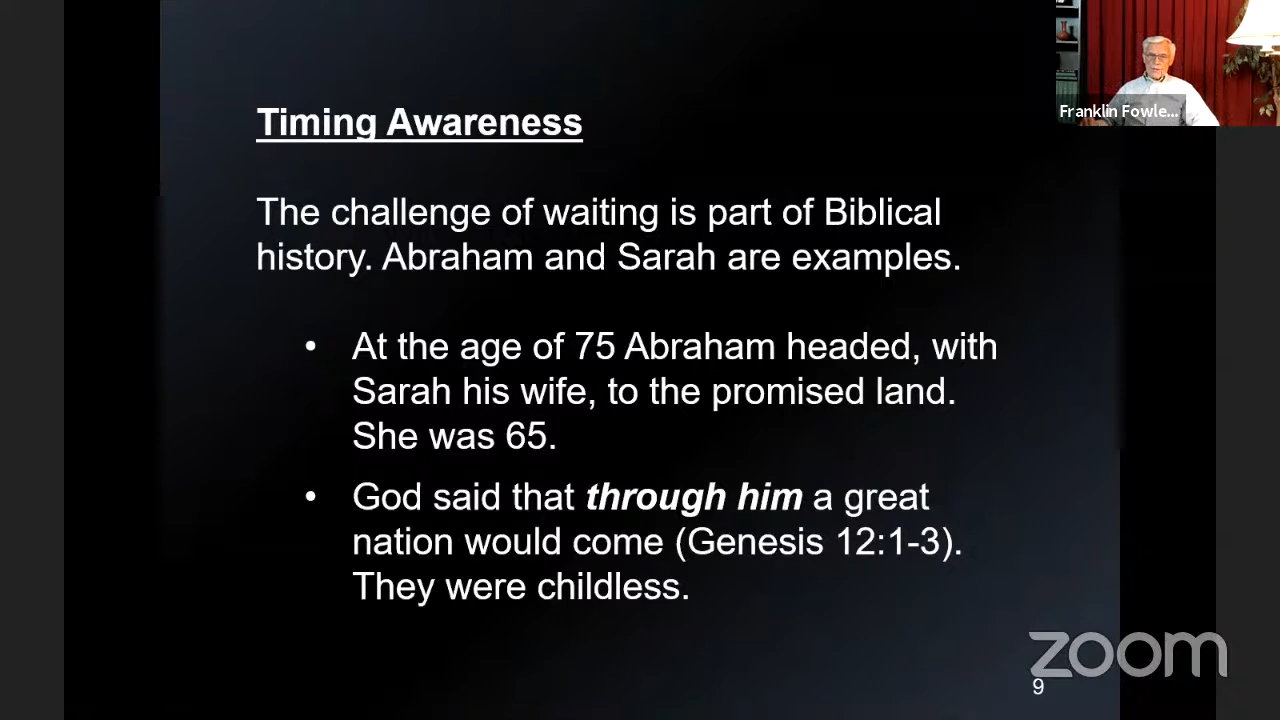 Franklin Fowle...
Timing Awareness
The challenge of waiting is part of Biblical
history. Abraham and Sarah are examples.
• At the age of 75 Abraham headed, with
Sarah his wife, to the promised land.
She was 65.
• God said that through him a great
nation would come (Genesis 12:1-3).
They were childless.
zoom
9